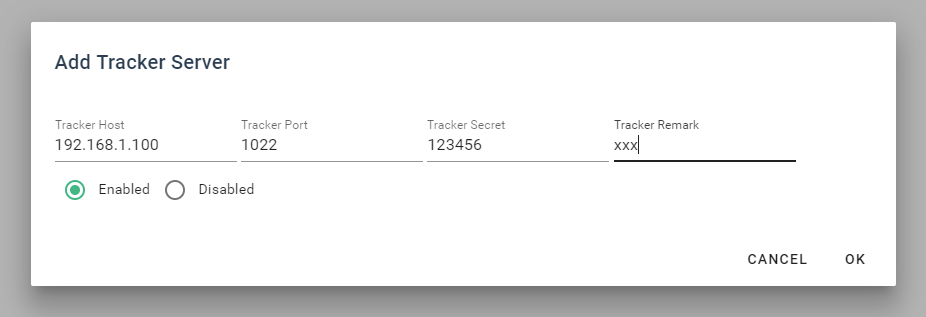 Add Tracker Server
Tracker Host Tracker Port Tracker Secret Tracker Remark
192.168.1.100 1022 123456 xxx
Enabled Disabled
CANCEL OK